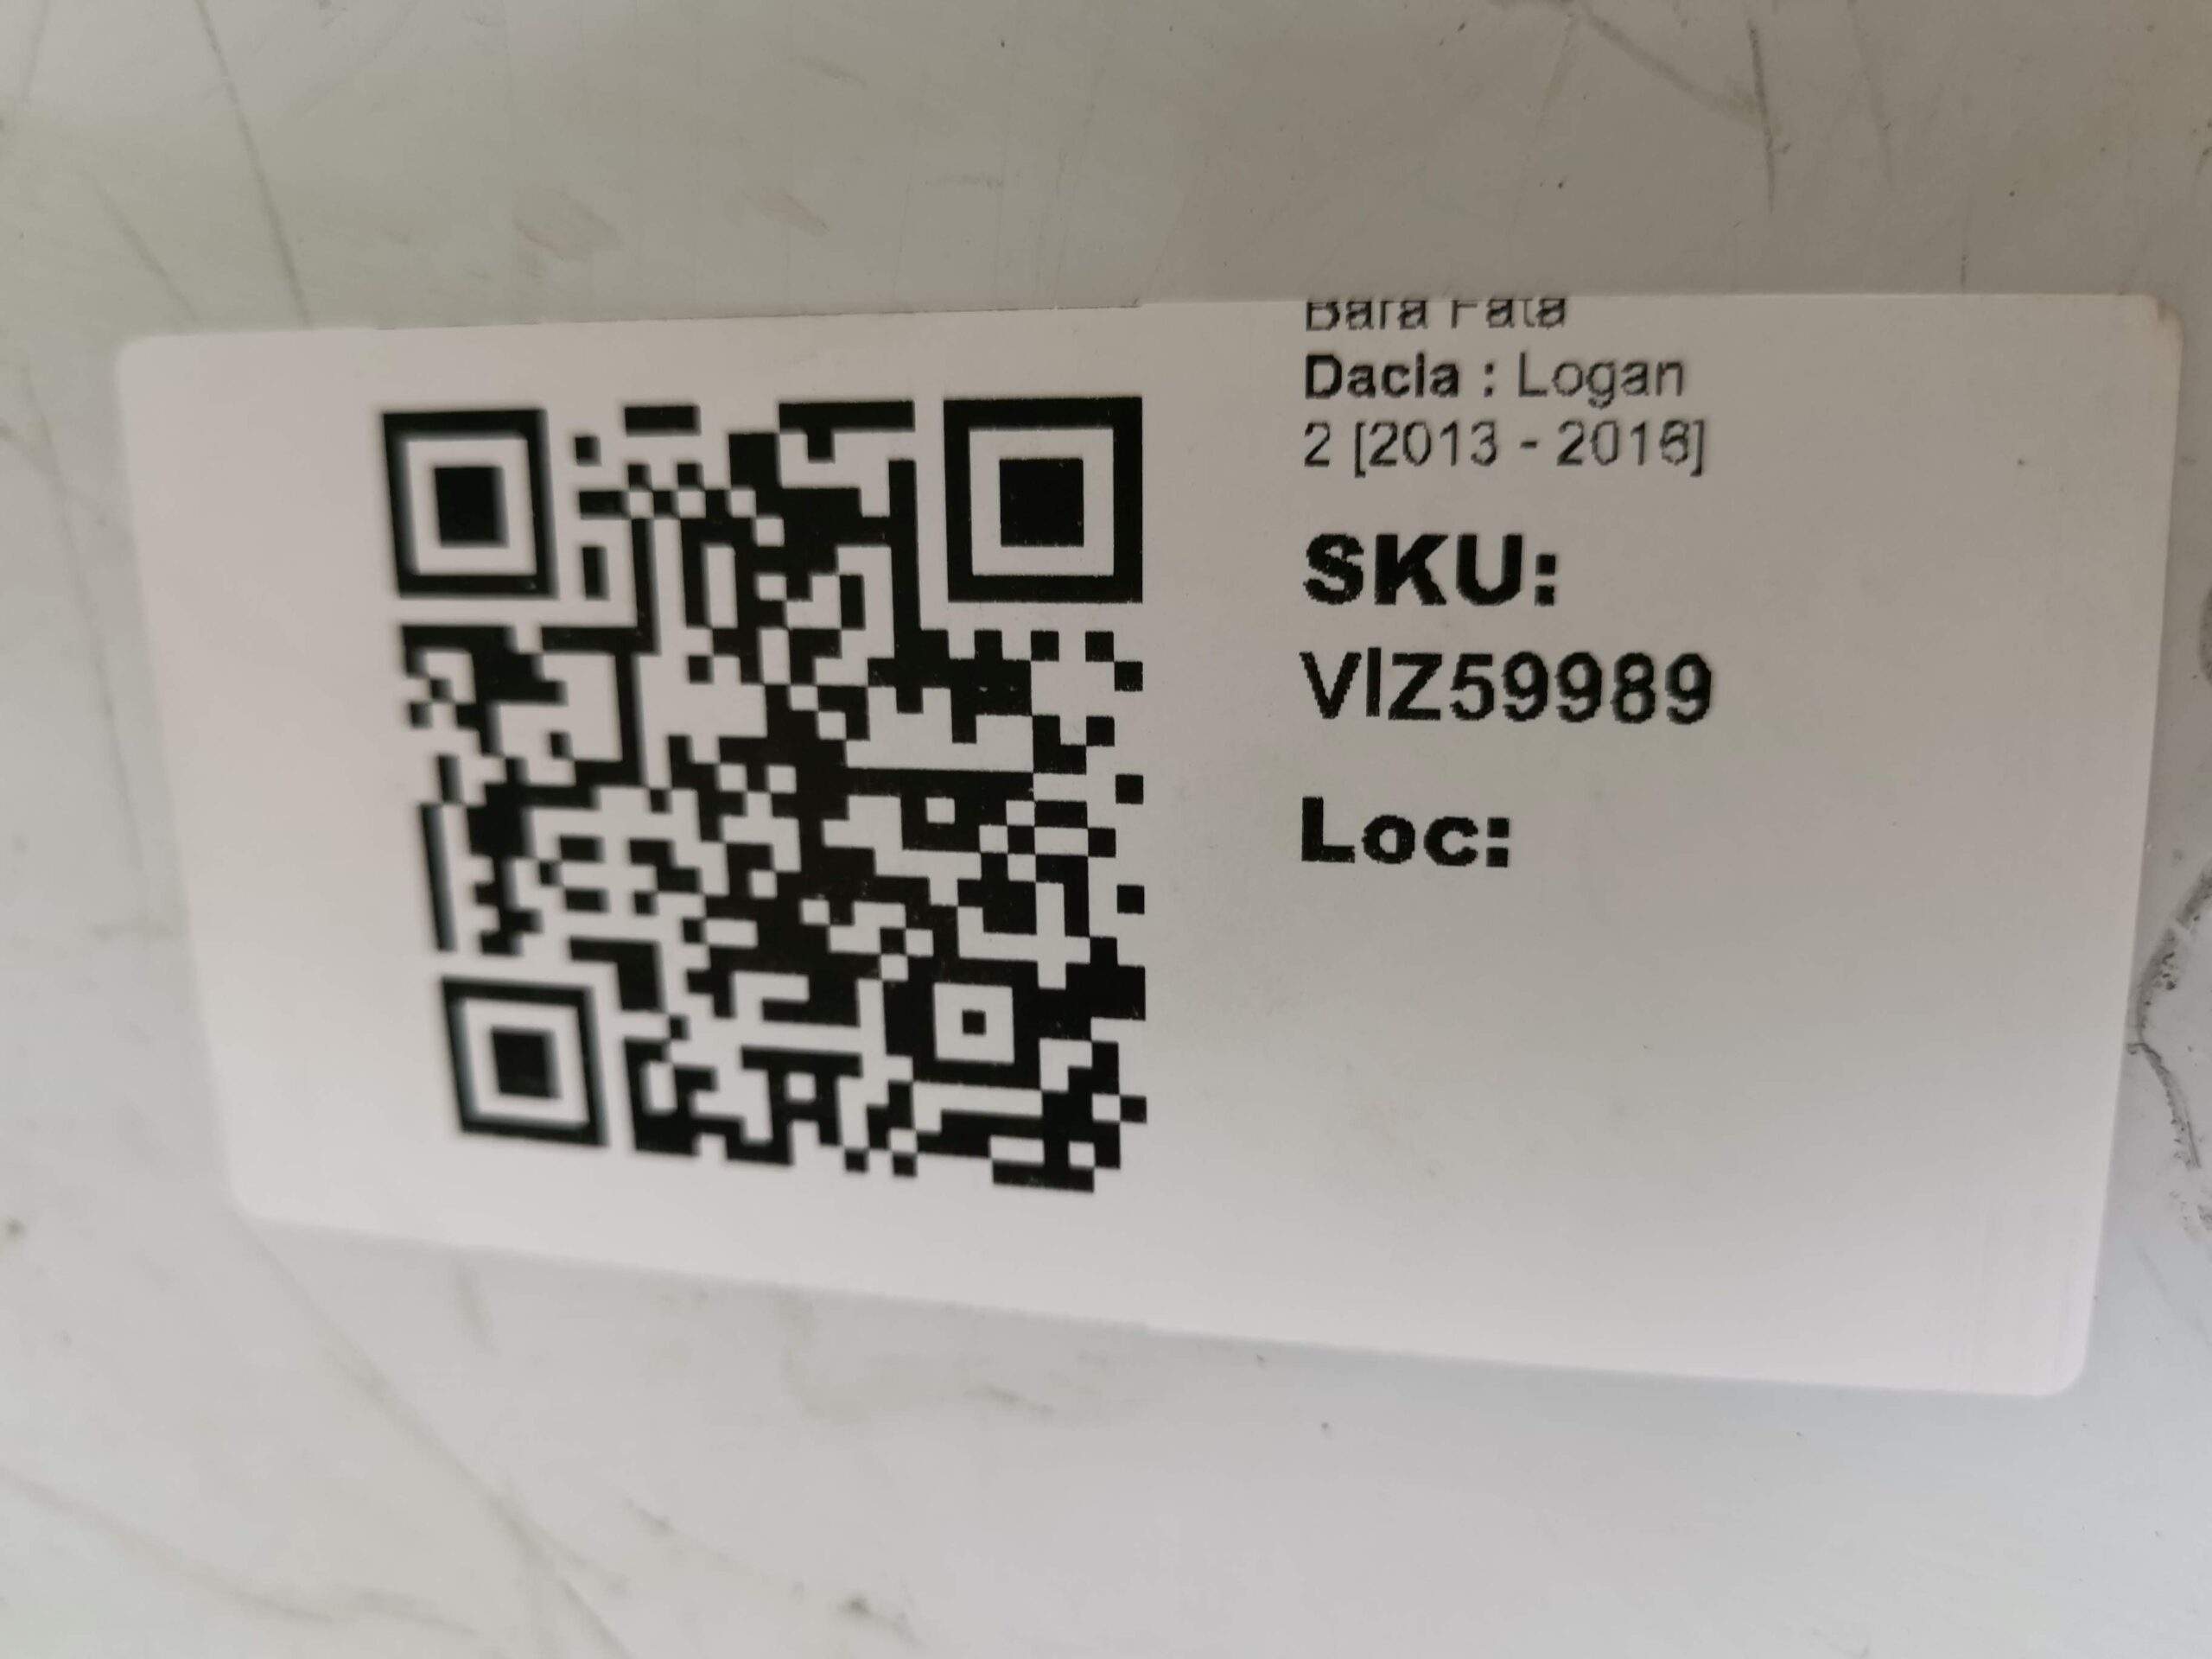 Bara Fata
Dacia : Logan
2 [2013 - 2016]
SKU:
VIZ59989
Loc: